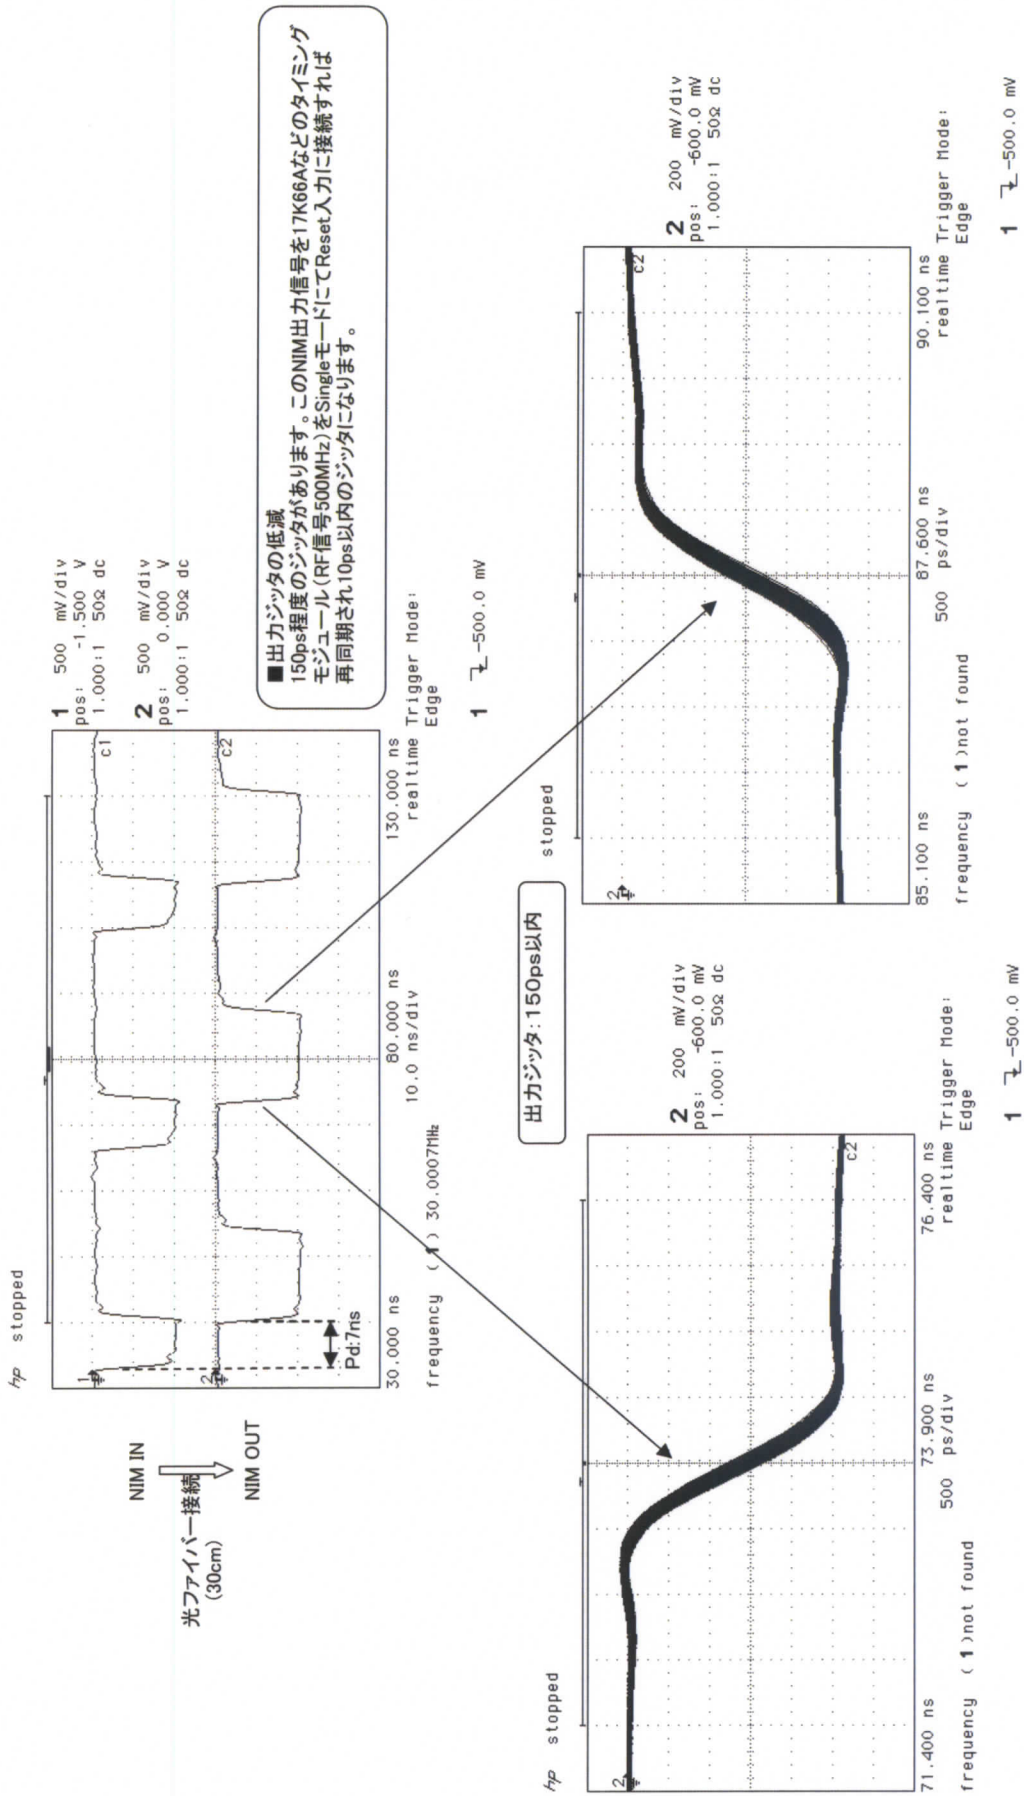 hp stopped
NIM IN
光ファイバー接続
(30cm)
NIM OUT
1
2
c1
c2
Pd:7ns
30.000 ns
80.000 ns
130.000 ns
10.0 ns/div
realtime
frequency (1) 30.0007MHz
1 500 mV/div
pos: -1.500 V
1.000:1 50Ω dc
2 500 mV/div
pos: 0.000 V
1.000:1 50Ω dc
Trigger Mode:
Edge
1 -500.0 mV
■出力ジッタの低減
150ps程度のジッタがあります。このNIM出力信号を17K66Aなどのタイミング
モジュール(RF信号500MHz)をSingleモードにてReset入力に接続すれば
再同期され10ps以内のジッタになります。
出力ジッタ:150ps以内
hp stopped
2
c2
71.400 ns
73.900 ns
76.400 ns
500 ps/div
realtime
frequency (1)not found
2 200 mV/div
pos: -600.0 mV
1.000:1 50Ω dc
Trigger Mode:
Edge
1 -500.0 mV
stopped
2
c2
85.100 ns
87.600 ns
90.100 ns
500 ps/div
realtime
frequency (1)not found
2 200 mV/div
pos: -600.0 mV
1.000:1 50Ω dc
Trigger Mode:
Edge
1 -500.0 mV